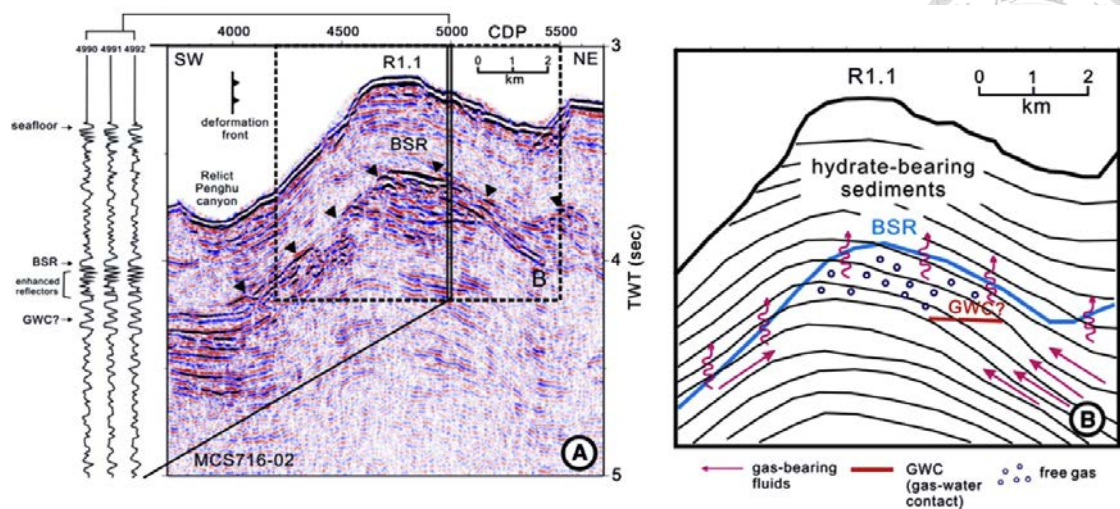 4990 4991 4992
4000 4500 5000 CDP 5500
3
SW
R1.1
NE
0 1 2
km
seafloor
deformation
front
BSR
Relict
Penghu
canyon
4
TWT (sec)
B
BSR
enhanced
reflectors
GWC?
MCS716-02
A
5
R1.1
0 1 2
km
hydrate-bearing
sediments
BSR
GWC?
B
gas-bearing
fluids
GWC
(gas-water
contact)
free gas